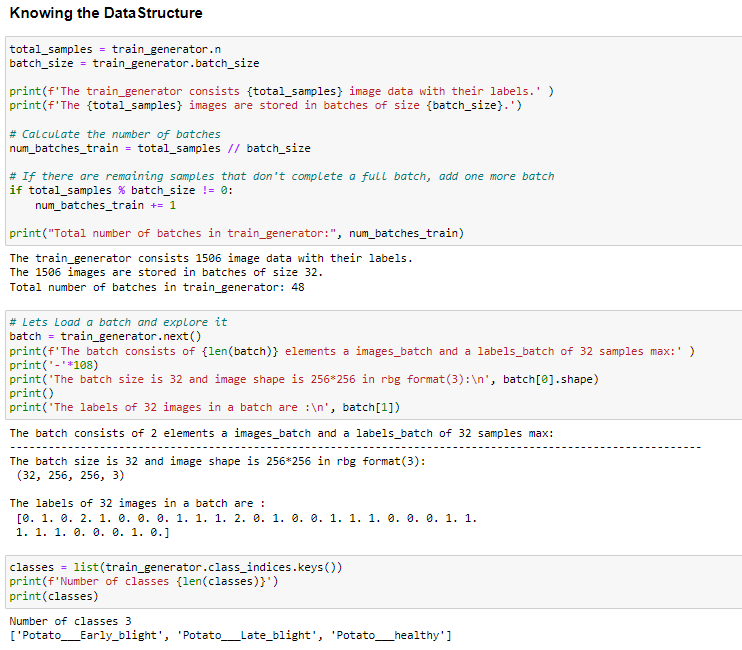 Knowing the DataStructure
total_samples = train_generator.n
batch_size = train_generator.batch_size
print(f'The train_generator consists {total_samples} image data with their labels.' )
print(f'The {total_samples} images are stored in batches of size {batch_size}.')
# Calculate the number of batches
num_batches_train = total_samples // batch_size
# If there are remaining samples that don't complete a full batch, add one more batch
if total_samples % batch_size != 0:
    num_batches_train += 1
print("Total number of batches in train_generator:", num_batches_train)
The train_generator consists 1506 image data with their labels.
The 1506 images are stored in batches of size 32.
Total number of batches in train_generator: 48
# Lets Load a batch and explore it
batch = train_generator.next()
print(f'The batch consists of {len(batch)} elements a images_batch and a labels_batch of 32 samples max:' )
print('-'*108)
print('The batch size is 32 and image shape is 256*256 in rbg format(3):\n', batch[0].shape)
print()
print('The labels of 32 images in a batch are :\n', batch[1])
The batch consists of 2 elements a images_batch and a labels_batch of 32 samples max:
------------------------------------------------------------------------------------------------------------
The batch size is 32 and image shape is 256*256 in rbg format(3):
 (32, 256, 256, 3)
The labels of 32 images in a batch are :
 [0. 1. 0. 2. 1. 0. 0. 0. 1. 1. 1. 2. 0. 1. 0. 0. 1. 1. 1. 0. 0. 0. 1. 1.
 1. 1. 1. 0. 0. 0. 1. 0.]
classes = list(train_generator.class_indices.keys())
print(f'Number of classes {len(classes)}')
print(classes)
Number of classes 3
['Potato___Early_blight', 'Potato___Late_blight', 'Potato___healthy']